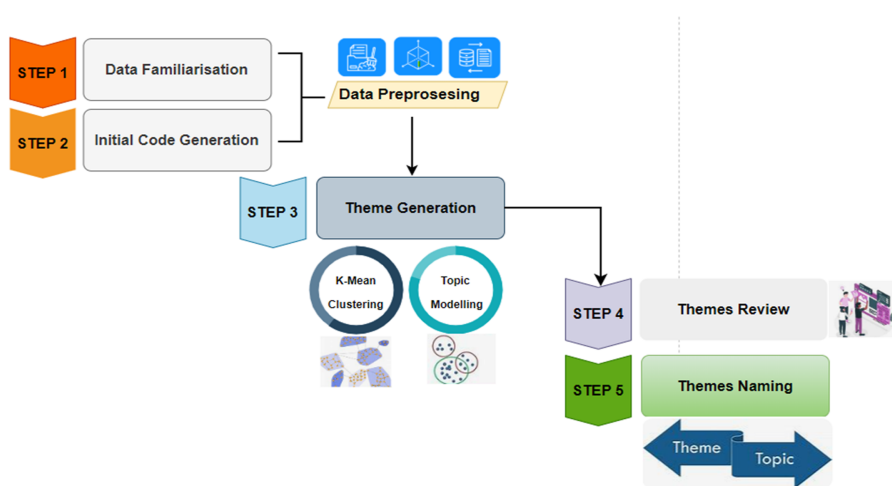 STEP 1
Data Familiarisation
STEP 2
Initial Code Generation
Data Preprosesing
STEP 3
Theme Generation
K-Mean
Clustering
Topic
Modelling
STEP 4
Themes Review
STEP 5
Themes Naming
Theme
Topic